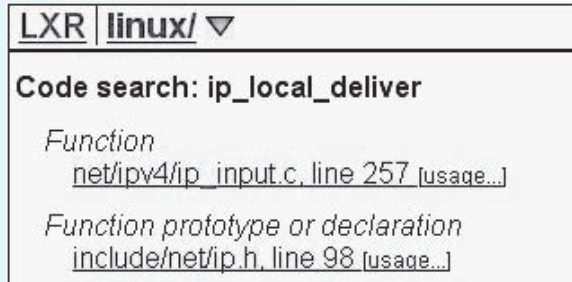 LXR linux/
Code search: ip_local_deliver
Function
net/ipv4/ip_input.c, line 257 [usage...]
Function prototype or declaration
include/net/ip.h, line 98 [usage...]